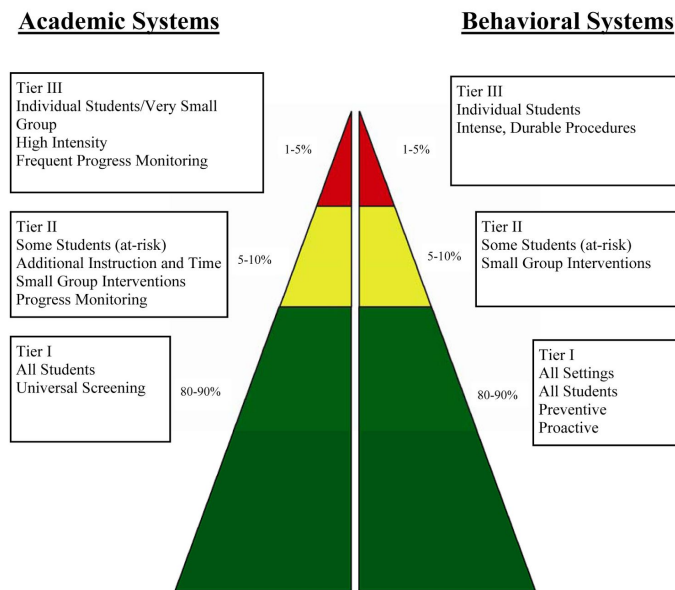 Academic Systems
Behavioral Systems
Tier III
Individual Students/Very Small
Group
High Intensity
Frequent Progress Monitoring
1-5%
1-5%
Tier III
Individual Students
Intense, Durable Procedures
Tier II
Some Students (at-risk)
Additional Instruction and Time
Small Group Interventions
Progress Monitoring
5-10%
5-10%
Tier II
Some Students (at-risk)
Small Group Interventions
Tier I
All Students
Universal Screening
80-90%
80-90%
Tier I
All Settings
All Students
Preventive
Proactive